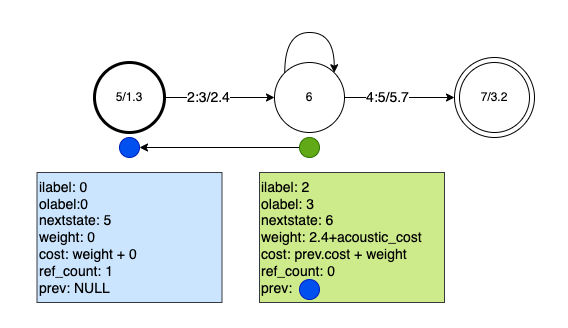 5/1.3
2:3/2.4
6
4:5/5.7
7/3.2
ilabel: 0
olabel:0
nextstate: 5
weight: 0
cost: weight + 0
ref_count: 1
prev: NULL
ilabel: 2
olabel: 3
nextstate: 6
weight: 2.4+acoustic_cost
cost: prev.cost + weight
ref_count: 0
prev: